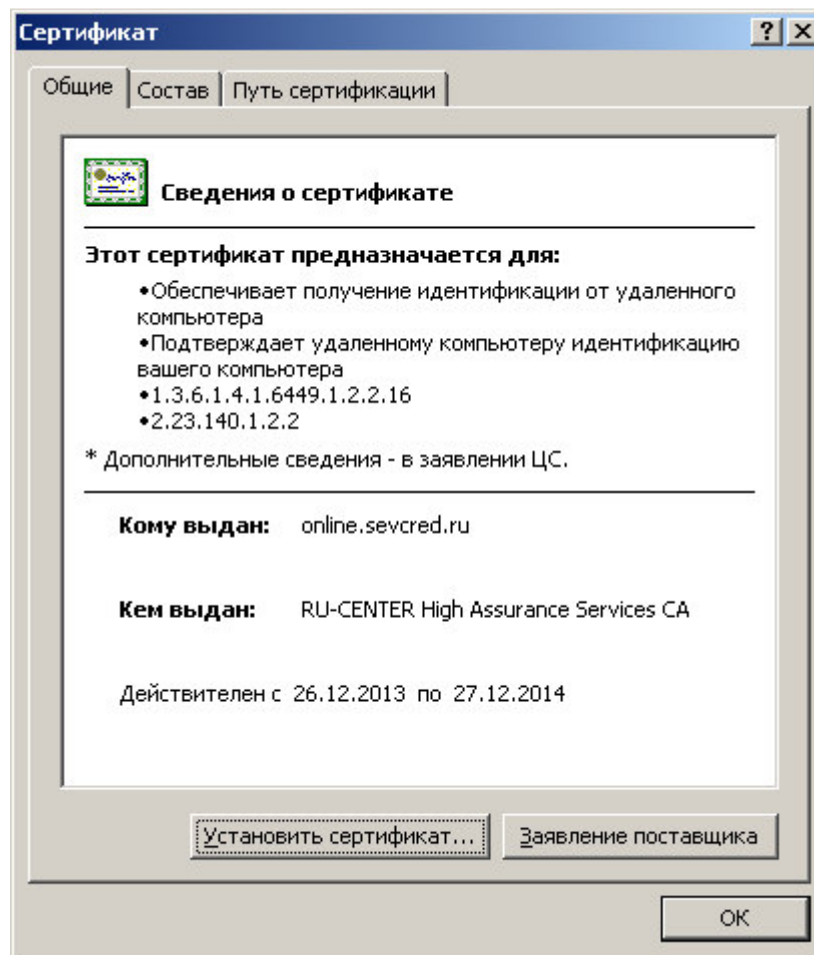 Сертификат
Общие
Состав
Путь сертификации
Сведения о сертификате
Этот сертификат предназначается для:
•Обеспечивает получение идентификации от удаленного
компьютера
•Подтверждает удаленному компьютеру идентификацию
вашего компьютера
•1.3.6.1.4.1.6449.1.2.2.16
•2.23.140.1.2.2
* Дополнительные сведения - в заявлении ЦС.
Кому выдан: online.sevcred.ru
Кем выдан: RU-CENTER High Assurance Services CA
Действителен с 26.12.2013 по 27.12.2014
Установить сертификат...
Заявление поставщика
ОК